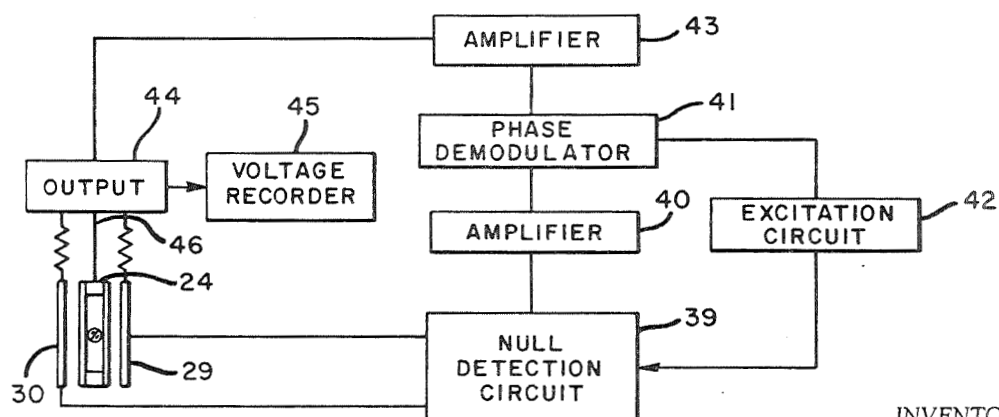 AMPLIFIER
43
44
45
41
PHASE
DEMODULATOR
OUTPUT
VOLTAGE
RECORDER
40
42
46
AMPLIFIER
EXCITATION
CIRCUIT
24
39
NULL
DETECTION
CIRCUIT
30
29
INVENTO